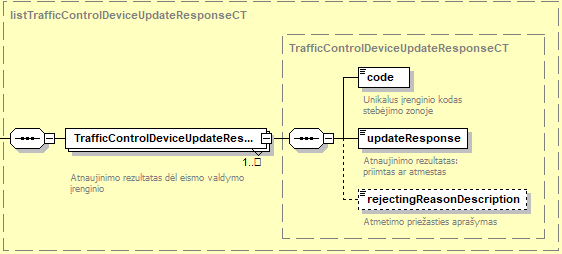 listTrafficControlDeviceUpdateResponseCT
TrafficControlDeviceUpdateResponseCT
code
Unikalus įrenginio kodas
stebėjimo zonoje
TrafficControlDeviceUpdateRes...
1..
Atnaujinimo rezultatas dėl eismo valdymo
įrenginio
updateResponse
Atnaujinimo rezultatas:
priimtas ar atmestas
rejectingReasonDescription
Atmetimo priežasties aprašymas